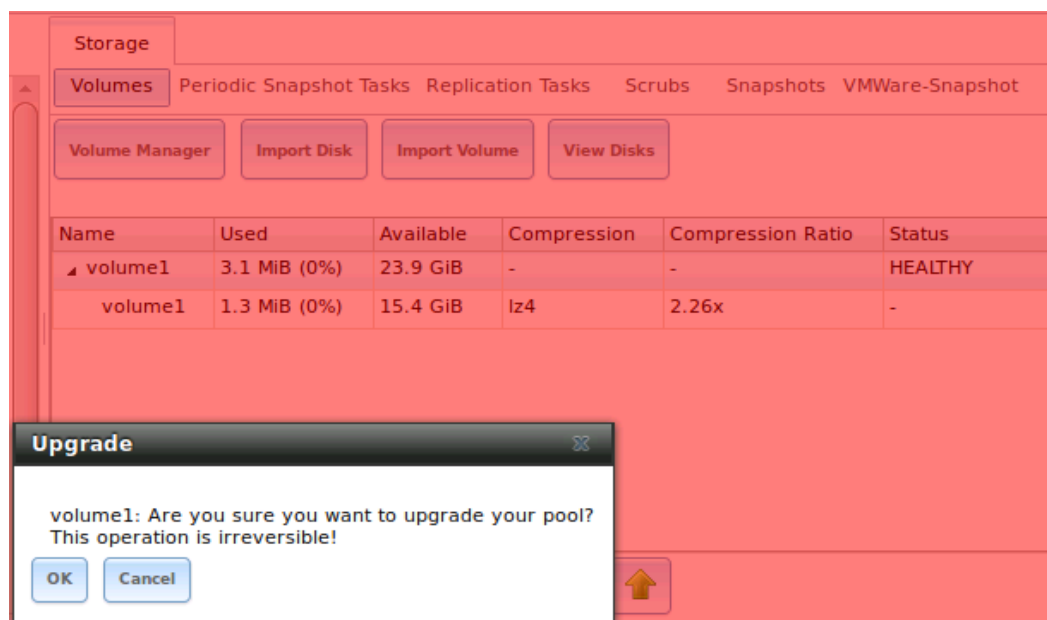 Storage
Volumes Periodic Snapshot Tasks Replication Tasks Scrubs Snapshots VMWare-Snapshot
Volume Manager Import Disk Import Volume View Disks
Name Used Available Compression Compression Ratio Status
volume1 3.1 MiB (0%) 23.9 GiB - - HEALTHY
volume1 1.3 MiB (0%) 15.4 GiB lz4 2.26x -
Upgrade
volume1: Are you sure you want to upgrade your pool?
This operation is irreversible!
OK Cancel